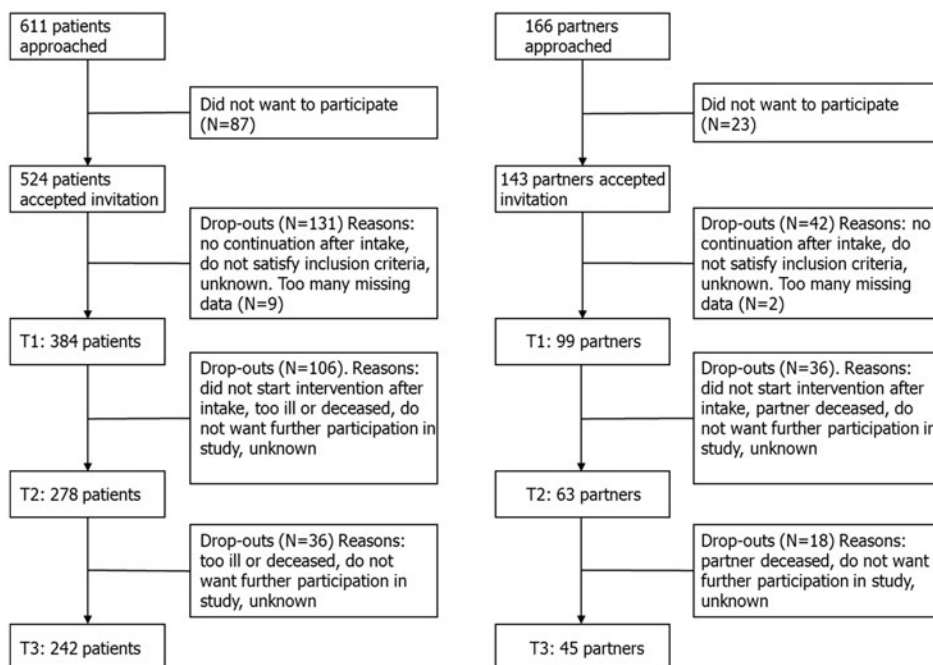 611 patients
approached
Did not want to participate
(N=87)
524 patients
accepted invitation
Drop-outs (N=131) Reasons:
no continuation after intake,
do not satisfy inclusion criteria,
unknown. Too many missing
data (N=9)
T1: 384 patients
Drop-outs (N=106). Reasons:
did not start intervention after
intake, too ill or deceased, do
not want further participation in
study, unknown
T2: 278 patients
Drop-outs (N=36) Reasons:
too ill or deceased, do not
want further participation in
study, unknown
T3: 242 patients
166 partners
approached
Did not want to participate
(N=23)
143 partners accepted
invitation
Drop-outs (N=42) Reasons: no
continuation after intake, do
not satisfy inclusion criteria,
unknown. Too many missing
data (N=2)
T1: 99 partners
Drop-outs (N=36). Reasons:
did not start intervention after
intake, partner deceased, do
not want further participation in
study, unknown
T2: 63 partners
Drop-outs (N=18) Reasons:
partner deceased, do not want
further participation in study,
unknown
T3: 45 partners